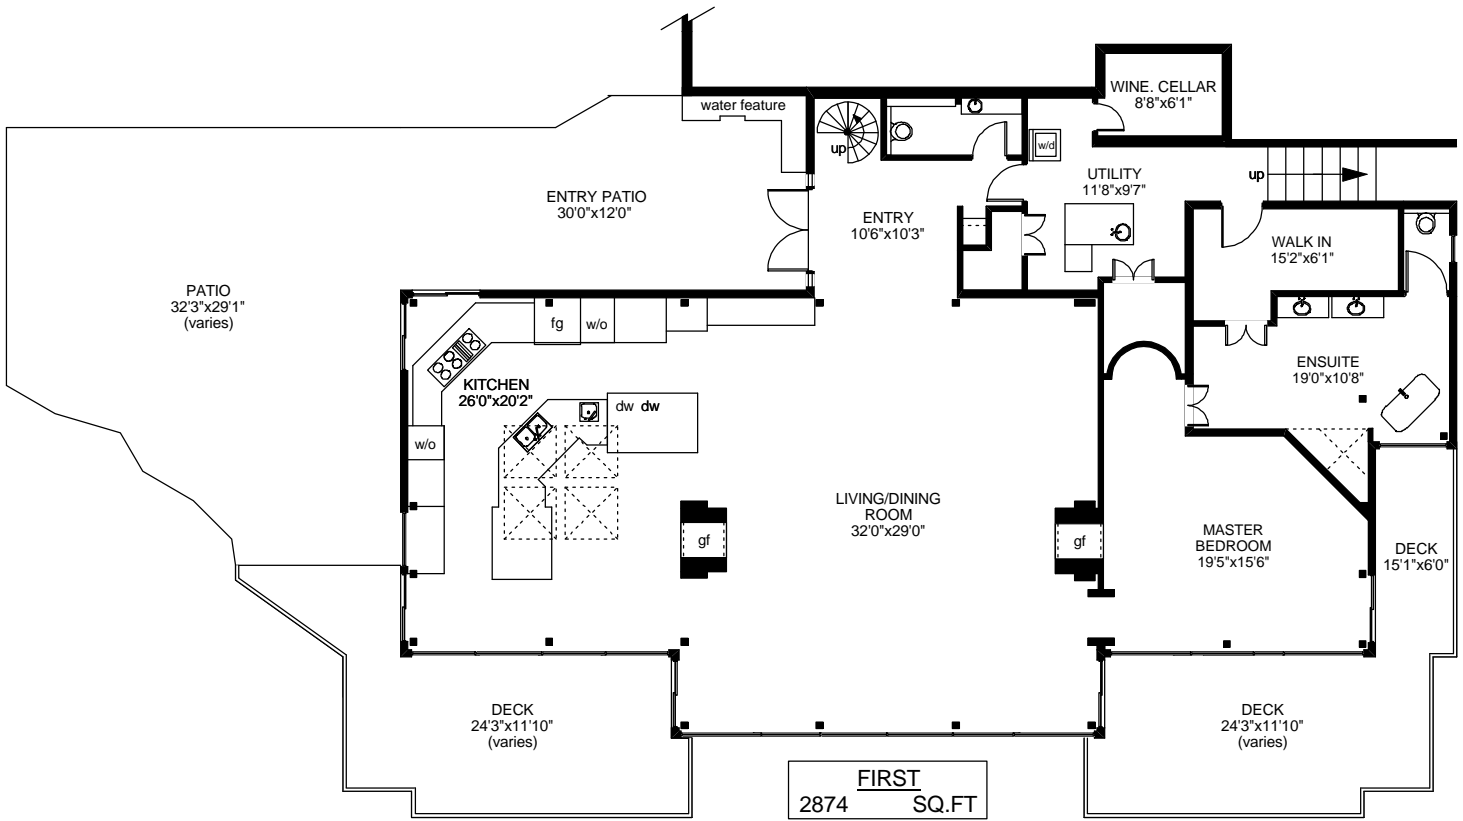 water feature
WINE. CELLAR
8'8"x6'1"
up
w/d
UTILITY
11'8"x9'7"
up
ENTRY PATIO
30'0"x12'0"
ENTRY
10'6"x10'3"
WALK IN
15'2"x6'1"
PATIO
32'3"x29'1"
(varies)
fg
w/o
KITCHEN
26'0"x20'2"
ENSUITE
19'0"x10'8"
dw dw
w/o
LIVING/DINING
ROOM
32'0"x29'0"
gf
gf
MASTER
BEDROOM
19'5"x15'6"
DECK
15'1"x6'0"
DECK
24'3"x11'10"
(varies)
DECK
24'3"x11'10"
(varies)
FIRST
2874 SQ.FT